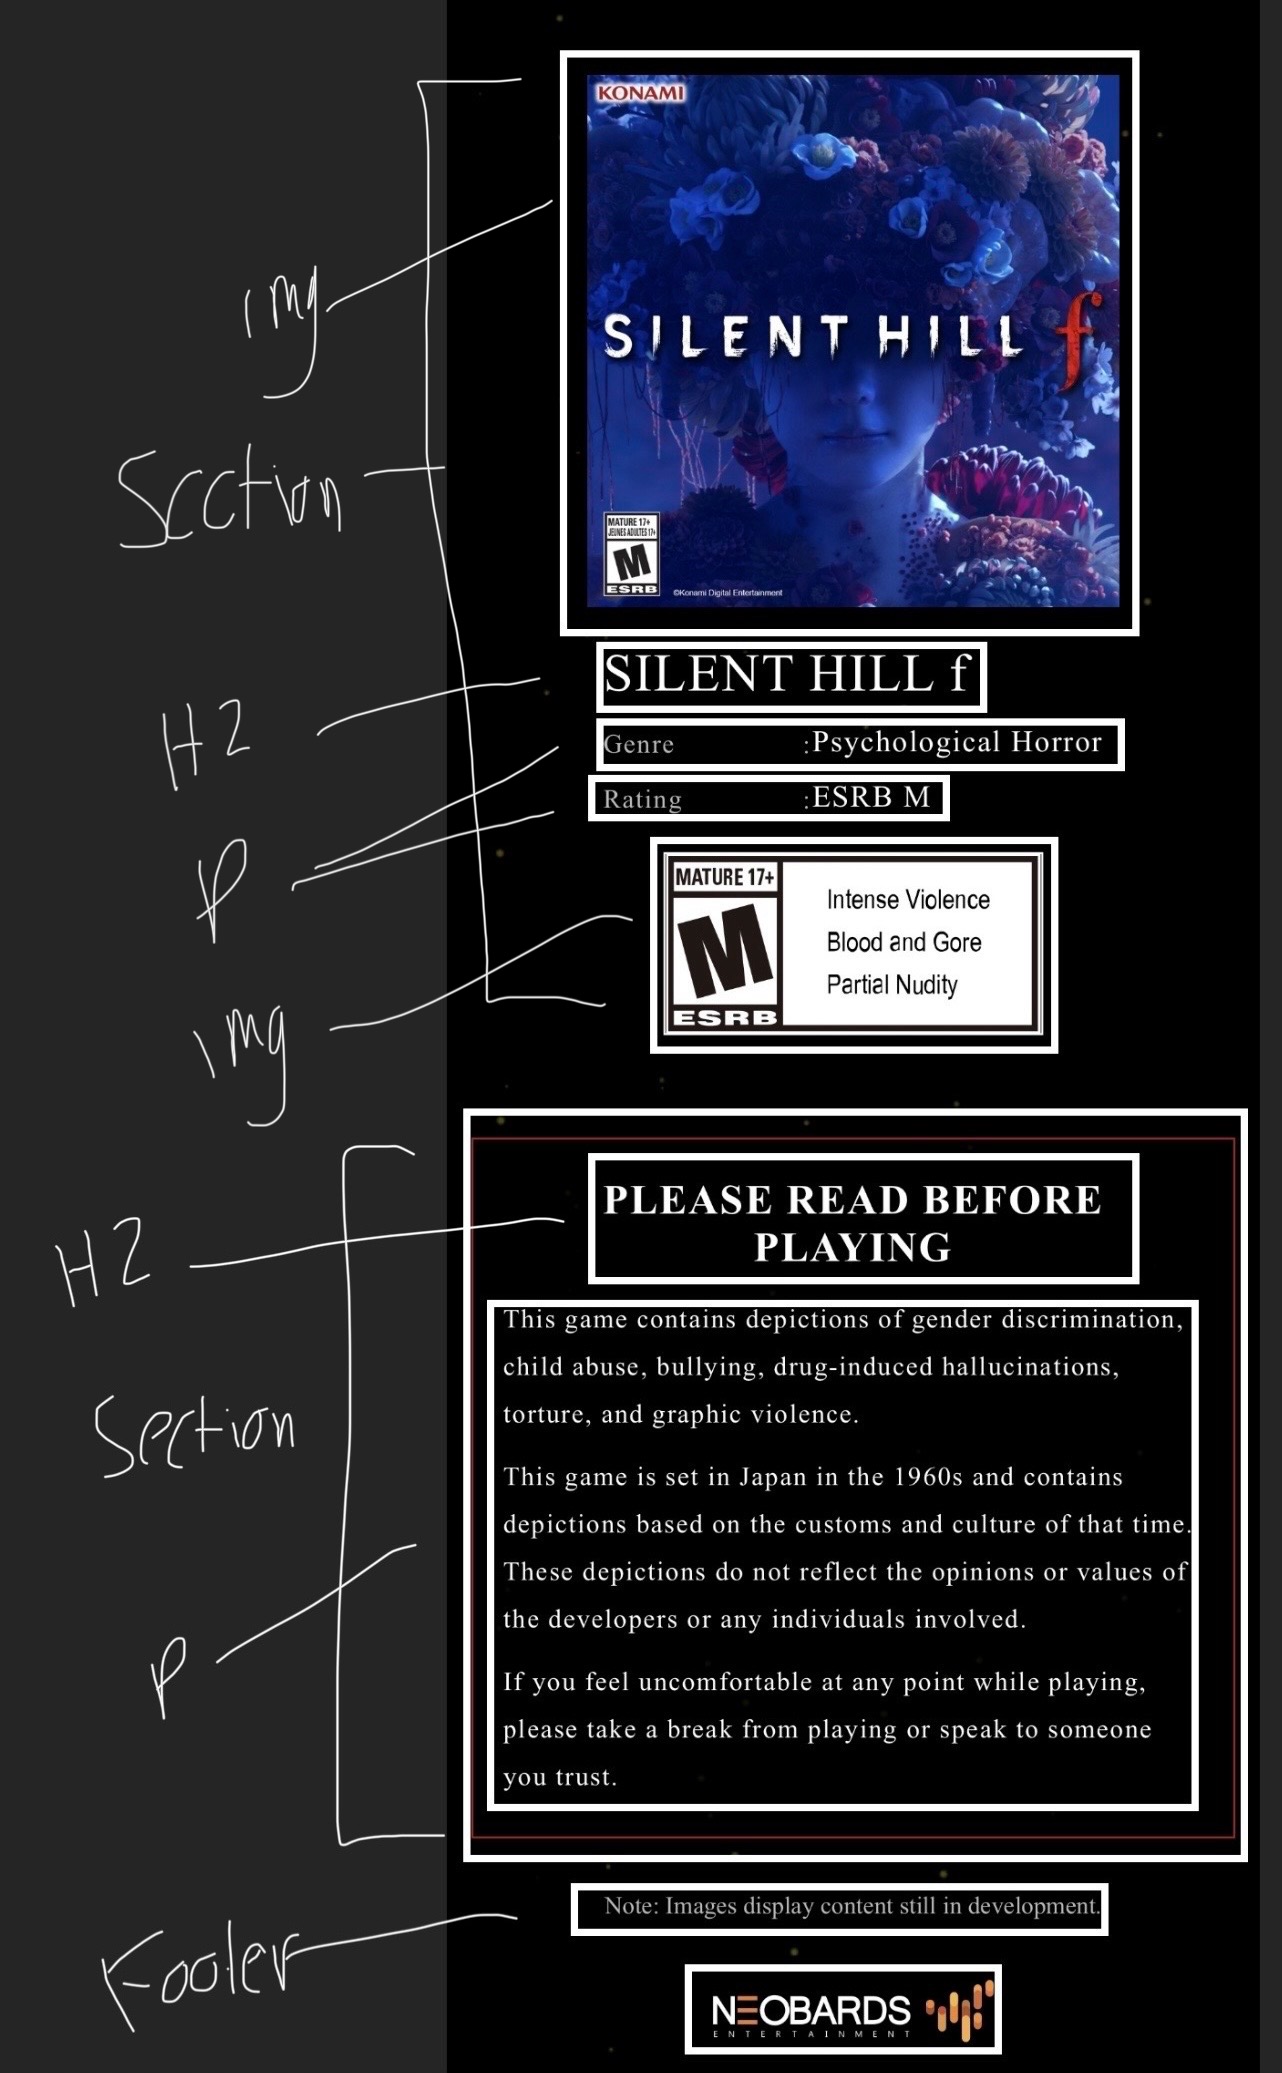 KONAMI
img
SILENT HILL f
Section
MATURE 17+
JEUNES ADULTES 17+
M
ESRB
©Konami Digital Entertainment
H2
SILENT HILL f
Genre :Psychological Horror
Rating :ESRB M
P
MATURE 17+
M
ESRB
Intense Violence
Blood and Gore
Partial Nudity
img
H2
PLEASE READ BEFORE
PLAYING
This game contains depictions of gender discrimination,
child abuse, bullying, drug-induced hallucinations,
torture, and graphic violence.
Section
This game is set in Japan in the 1960s and contains
depictions based on the customs and culture of that time.
These depictions do not reflect the opinions or values of
the developers or any individuals involved.
P
If you feel uncomfortable at any point while playing,
please take a break from playing or speak to someone
you trust.
Footer
Note: Images display content still in development.
NEOBARDS
ENTERTAINMENT